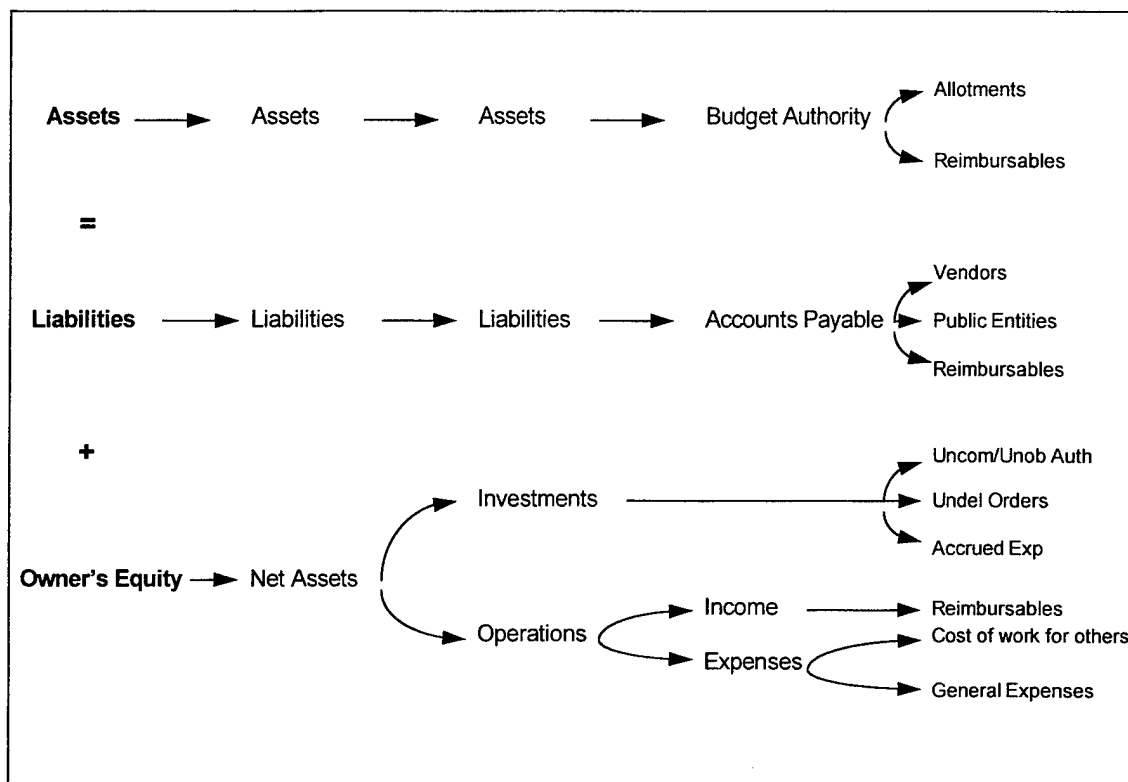 Allotments
Assets Assets Assets Budget Authority
Reimbursables
=
Vendors
Liabilities Liabilities Liabilities Accounts Payable Public Entities
Reimbursables
+
Uncom/Unob Auth
Investments Undel Orders
Accrued Exp
Owner's Equity Net Assets
Income Reimbursables
Operations Cost of work for others
Expenses
General Expenses